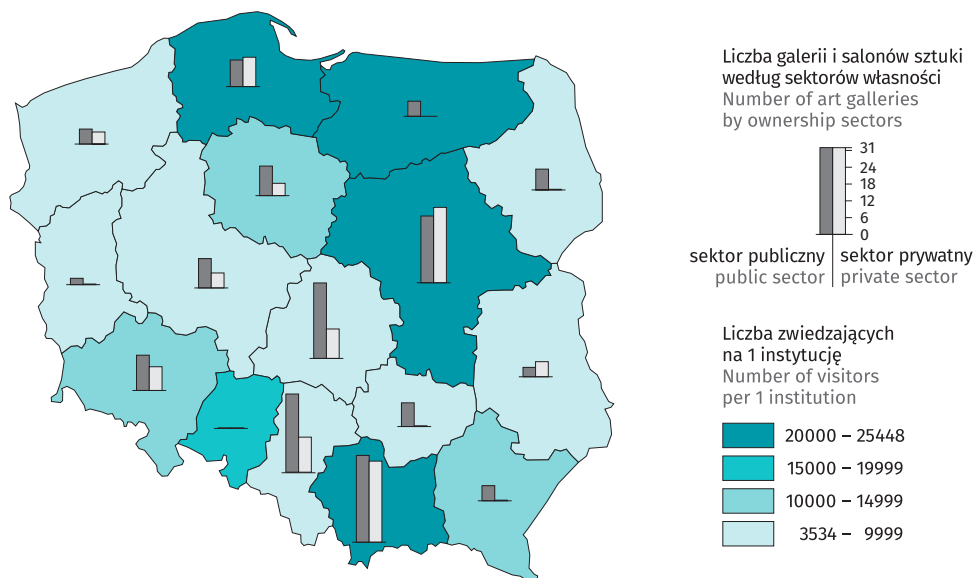 Liczba galerii i salonów sztuki
według sektorów własności
Number of art galleries
by ownership sectors
31
24
18
12
6
0
sektor publiczny
public sector
sektor prywatny
private sector
Liczba zwiedzających
na 1 instytucję
Number of visitors
per 1 institution
20000 – 25448
15000 – 19999
10000 – 14999
3534 – 9999